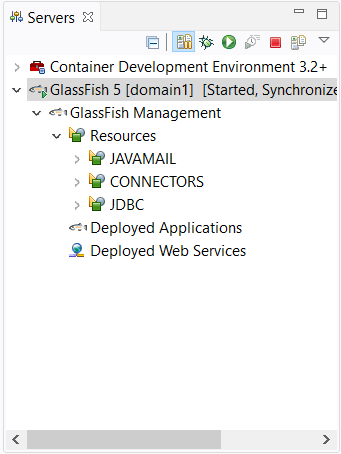 Servers
Container Development Environment 3.2+
GlassFish 5 [domain1] [Started, Synchronize
GlassFish Management
Resources
JAVAMAIL
CONNECTORS
JDBC
Deployed Applications
Deployed Web Services